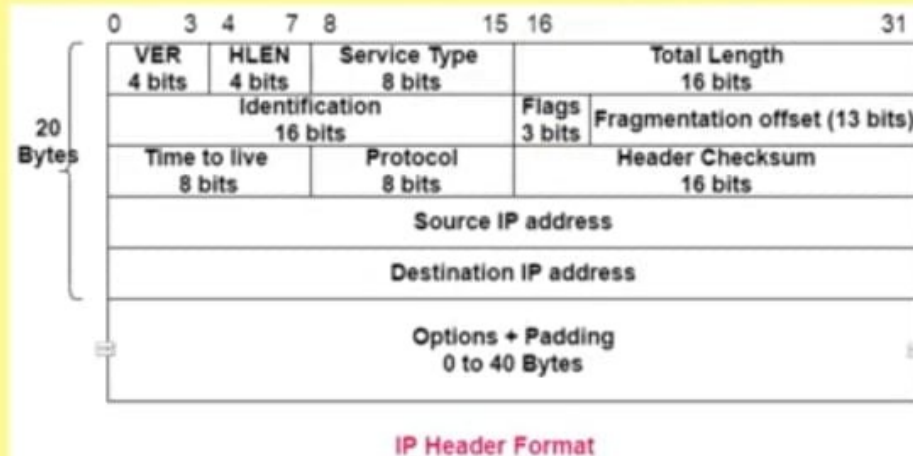 0 3 4 7 8 15 16 31
VER HLEN Service Type Total Length
4 bits 4 bits 8 bits 16 bits
Identification Flags Fragmentation offset (13 bits)
16 bits 3 bits
20
Bytes
Time to live Protocol Header Checksum
8 bits 8 bits 16 bits
Source IP address
Destination IP address
Options + Padding
0 to 40 Bytes
IP Header Format